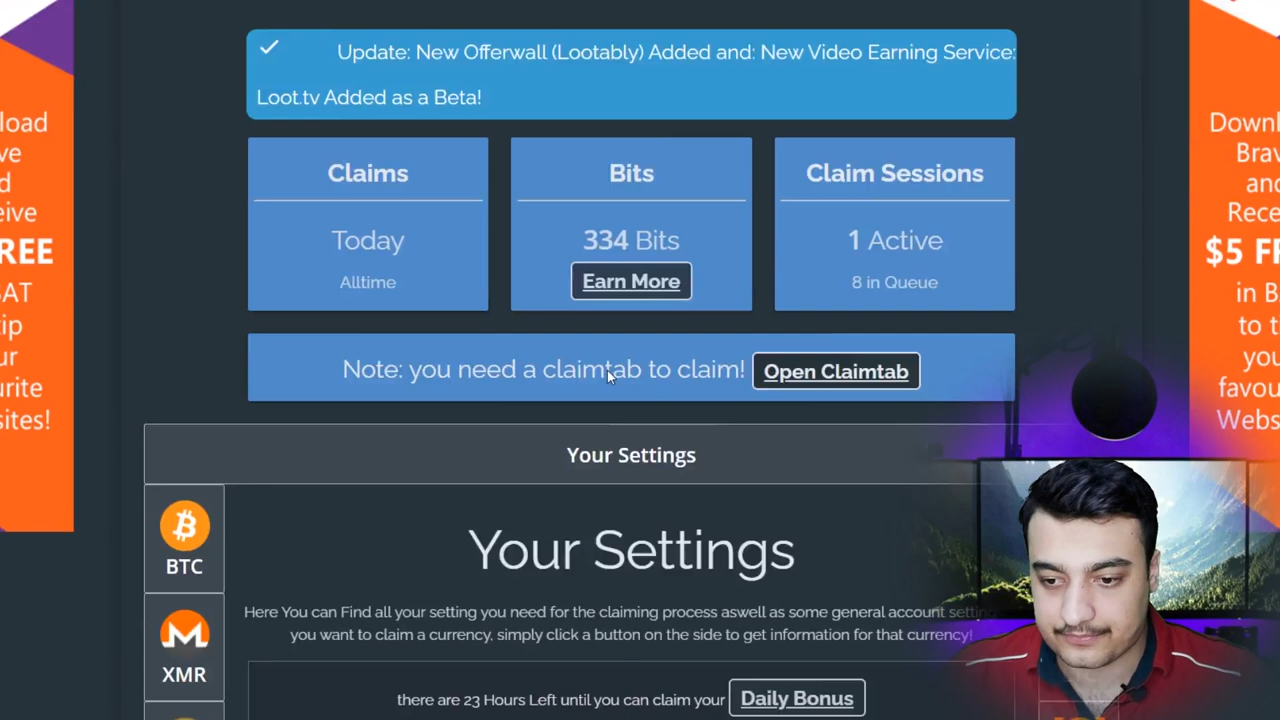 Update: New Offerwall (Lootably) Added and: New Video Earning Service:
Loot.tv Added as a Beta!
Claims
Today
Alltime
Bits
334 Bits
Earn More
Claim Sessions
1 Active
8 in Queue
Note: you need a claimtab to claim!
Open Claimtab
Your Settings
BTC
XMR
Your Settings
Here You can Find all your setting you need for the claiming process aswell as some general account
you want to claim a currency, simply click a button on the side to get information for that currency!
there are 23 Hours Left until you can claim your
Daily Bonus
load
ve
d
eive
REE
SAT
tip
ur
urite
sites!
Downl
Brav
and
Rece
$5 FR
in B
to t
you
favou
Webs